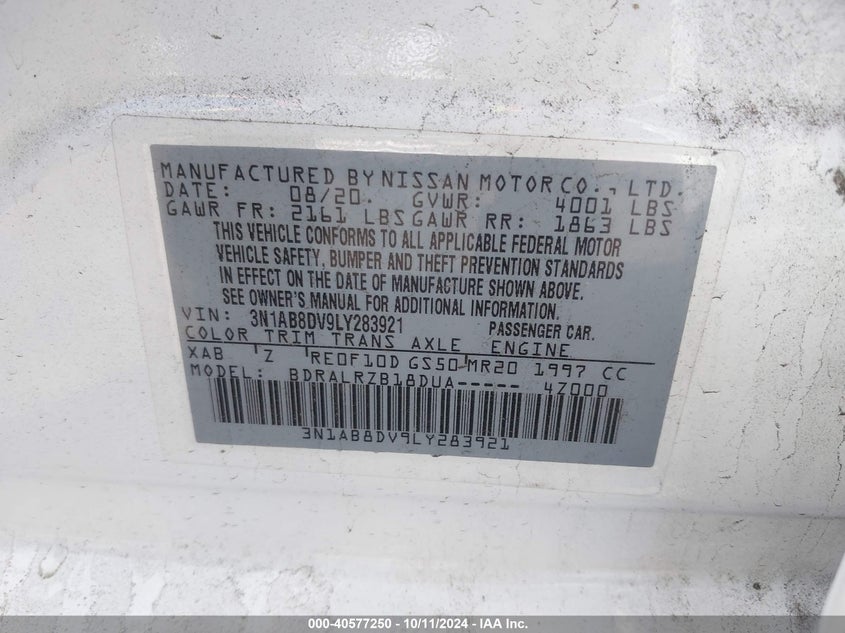 MANUFACTURED BY NISSAN MOTOR CO., LTD.
DATE: 08/20. GVWR: 4001 LBS
GAWR FR: 2161 LBS GAWR RR: 1863 LBS
THIS VEHICLE CONFORMS TO ALL APPLICABLE FEDERAL MOTOR
VEHICLE SAFETY, BUMPER AND THEFT PREVENTION STANDARDS
IN EFFECT ON THE DATE OF MANUFACTURE SHOWN ABOVE.
SEE OWNER'S MANUAL FOR ADDITIONAL INFORMATION.
VIN: 3N1AB8DV9LY283921 PASSENGER CAR.
COLOR TRIM TRANS AXLE ENGINE
XAB Z RE0F10D GS50 MR20 1997 CC
MODEL: BDRALRZB18DUA----- 4Z000
3N1AB8DV9LY283921
000-40577250 - 10/11/2024 - IAA Inc.